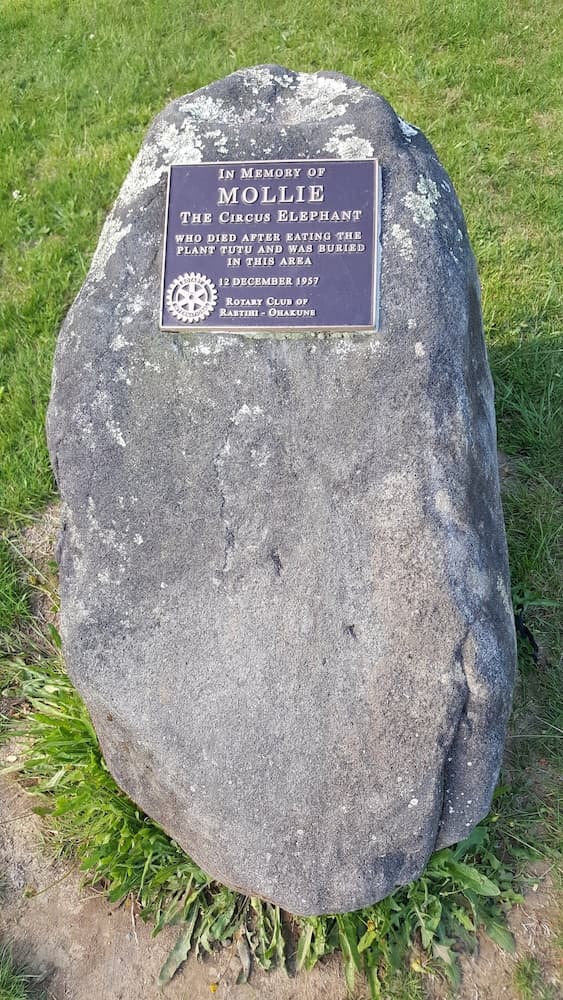 In Memory of
MOLLIE
The Circus Elephant
WHO DIED AFTER EATING THE
PLANT TUTU AND WAS BURIED
IN THIS AREA
12 DECEMBER 1957
Rotary Club of
Raetihi - Ohakune